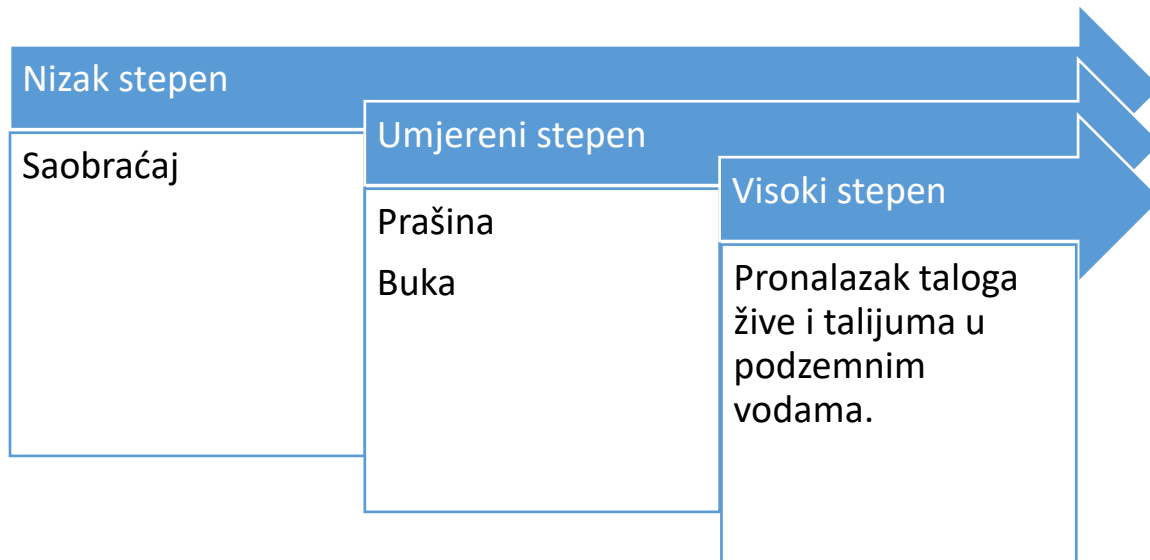 Nizak stepen
Saobraćaj
Umjereni stepen
Prašina
Buka
Visoki stepen
Pronalazak taloga
žive i talijuma u
podzemnim
vodama.